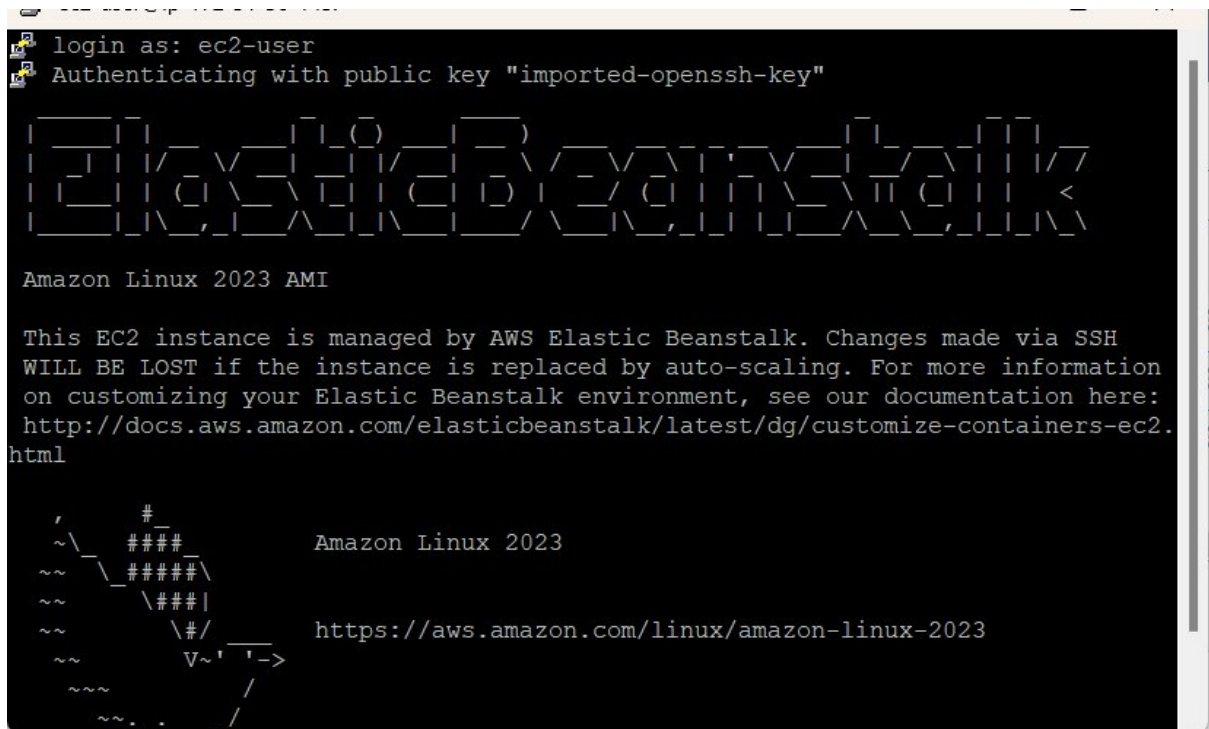 login as: ec2-user
Authenticating with public key "imported-openssh-key"
ElasticBeanstalk
Amazon Linux 2023 AMI
This EC2 instance is managed by AWS Elastic Beanstalk. Changes made via SSH
WILL BE LOST if the instance is replaced by auto-scaling. For more information
on customizing your Elastic Beanstalk environment, see our documentation here:
http://docs.aws.amazon.com/elasticbeanstalk/latest/dg/customize-containers-ec2.
html
Amazon Linux 2023
https://aws.amazon.com/linux/amazon-linux-2023